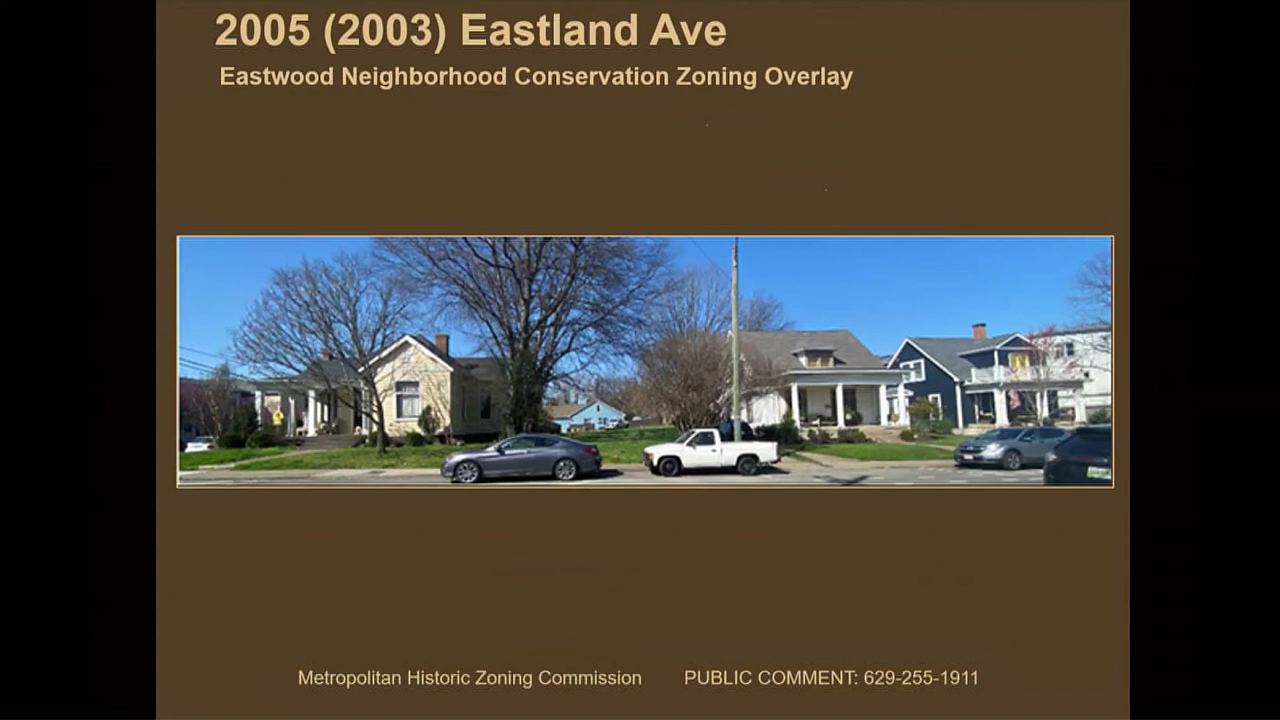 2005 (2003) Eastland Ave
Eastwood Neighborhood Conservation Zoning Overlay
Metropolitan Historic Zoning Commission PUBLIC COMMENT: 629-255-1911